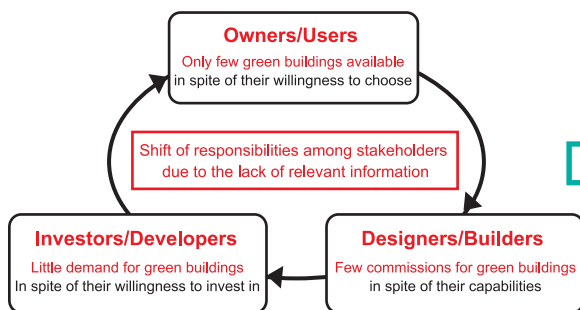 Owners/Users
Only few green buildings available
in spite of their willingness to choose
Shift of responsibilities among stakeholders
due to the lack of relevant information
Investors/Developers
Little demand for green buildings
In spite of their willingness to invest in
Designers/Builders
Few commissions for green buildings
in spite of their capabilities